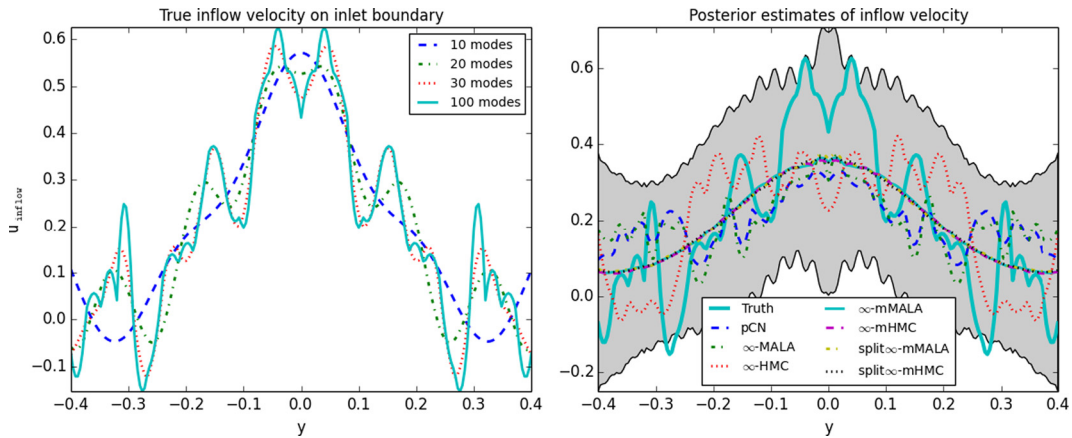 True inflow velocity on inlet boundary
0.6
0.5
0.4
0.3
0.2
0.1
0.0
−0.1
u_inflow
−0.4
−0.3
−0.2
−0.1
0.0
0.1
0.2
0.3
0.4
y
10 modes
20 modes
30 modes
100 modes
Posterior estimates of inflow velocity
0.6
0.4
0.2
0.0
−0.2
−0.4
−0.3
−0.2
−0.1
0.0
0.1
0.2
0.3
0.4
y
Truth
pCN
∞-MALA
∞-HMC
∞-mMALA
∞-mHMC
split∞-mMALA
split∞-mHMC